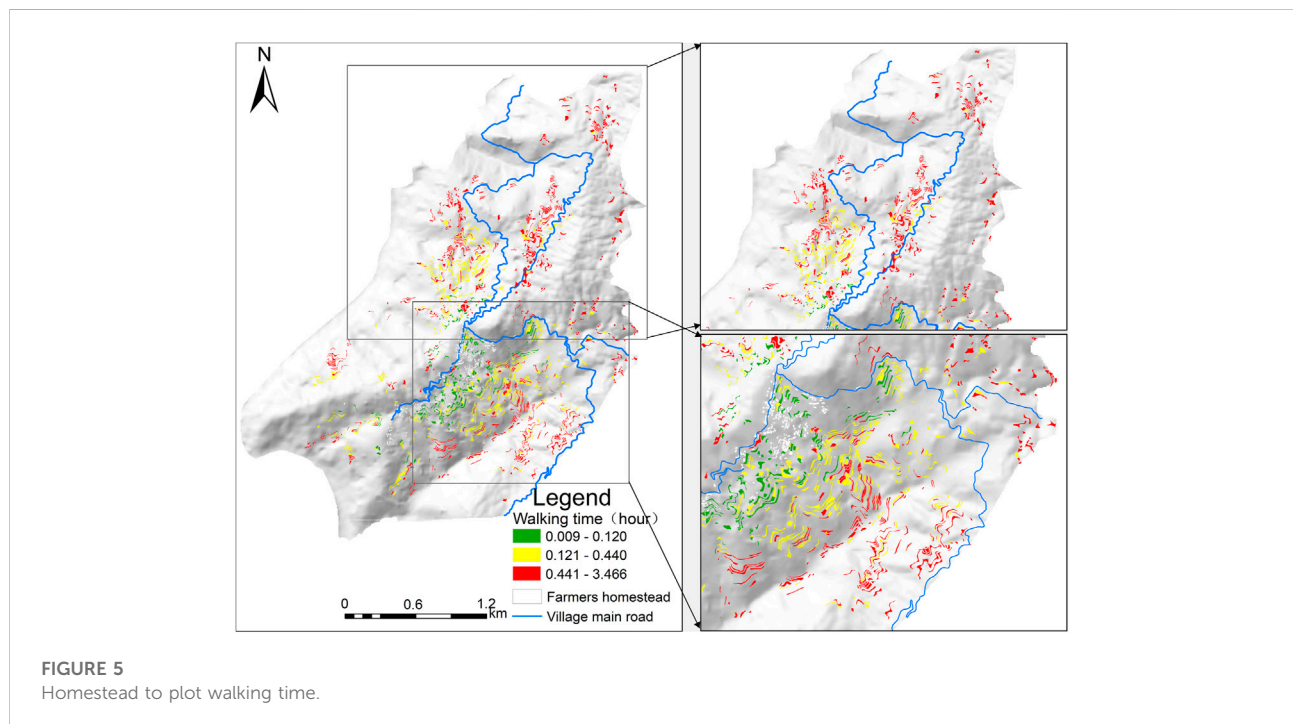 N
Legend
Walking time（hour）
0.009 - 0.120
0.121 - 0.440
0.441 - 3.466
Farmers homestead
Village main road
0 0.6 1.2
km
FIGURE 5
Homestead to plot walking time.